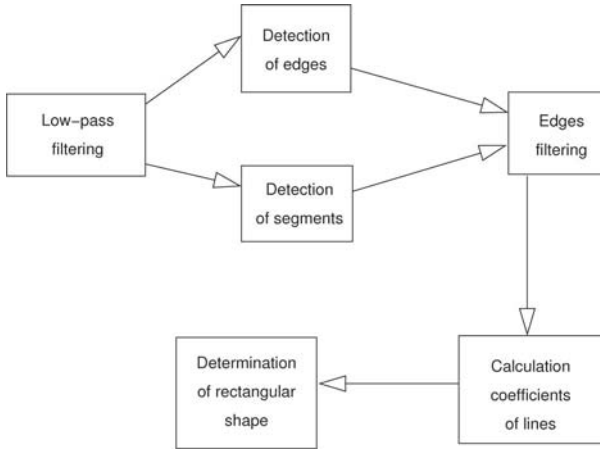 Detection
of edges
Low-pass
filtering
Edges
filtering
Detection
of segments
Determination
of rectangular
shape
Calculation
coefficients
of lines